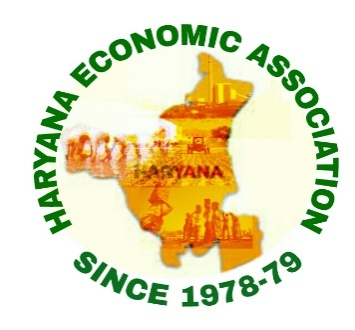 HARYANA ECONOMIC ASSOCIATION
HARYANA
SINCE 1978-79